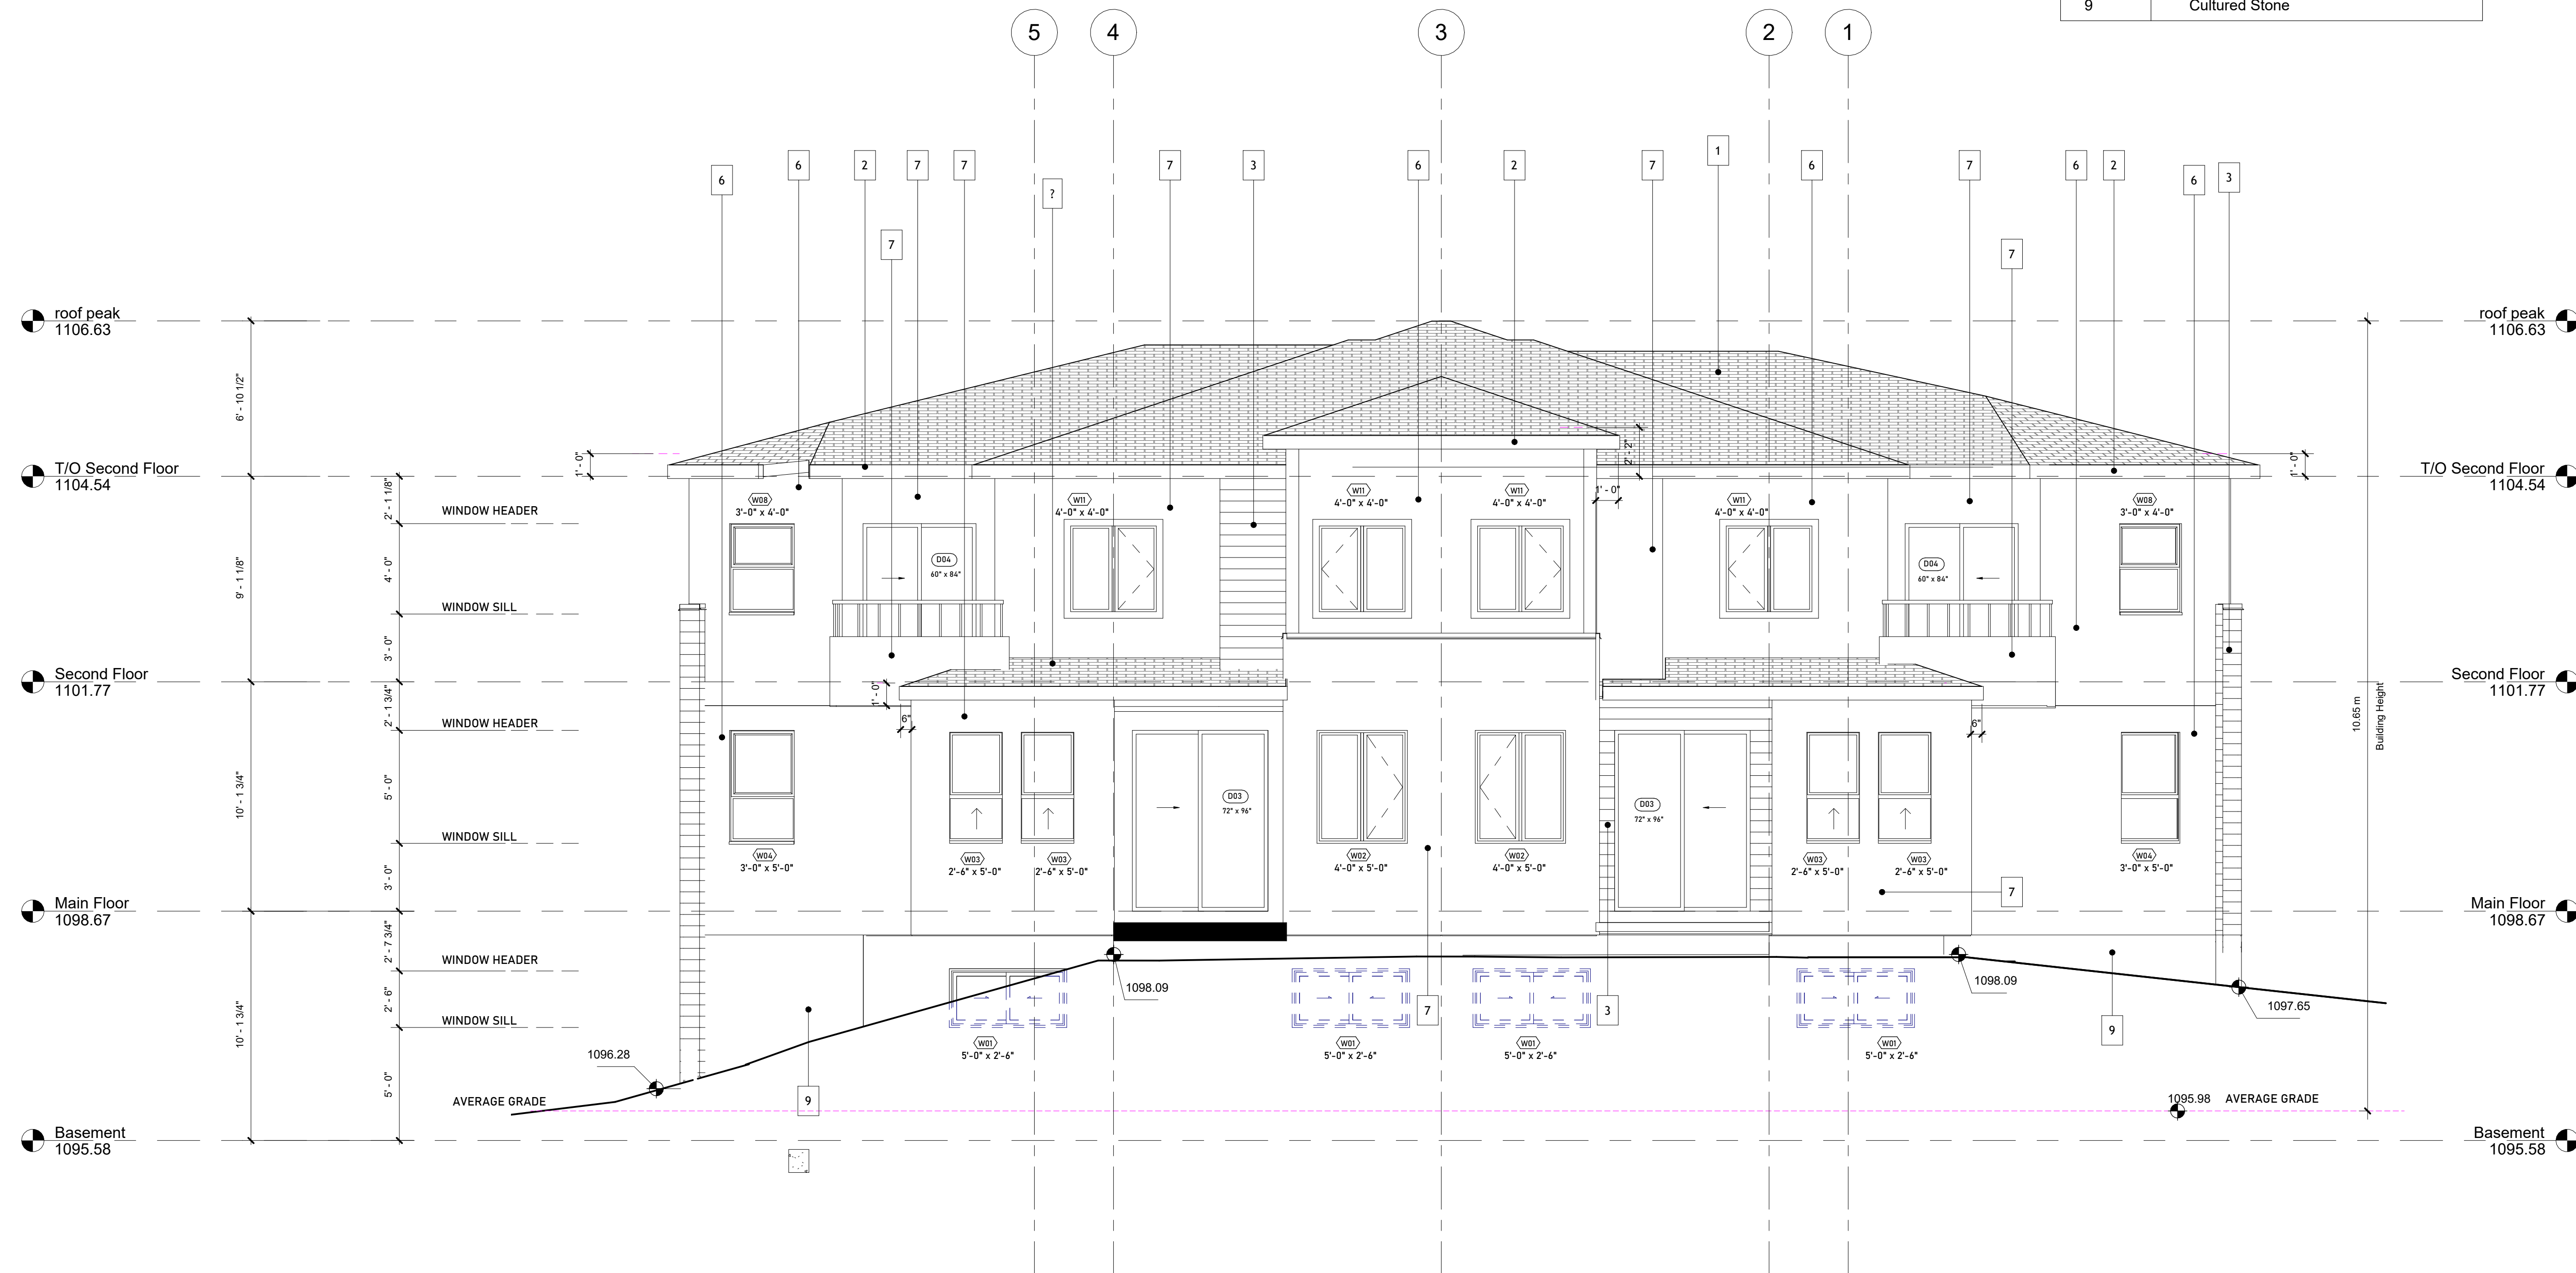 9 Cultured Stone
5 4 3 2 1
1
6 2 7 7 7 3 6 2 7 6 7 6 2
6 ? 6 3
7 7
roof peak
1106.63
roof peak
1106.63
6' - 10 1/2"
T/O Second Floor
1104.54
T/O Second Floor
1104.54
1' - 0"
2' - 2"
1' - 0"
1' - 0"
2' - 1 1/8"
WINDOW HEADER
9' - 1 1/8"
4' - 0"
WINDOW SILL
3' - 0"
W08
3'-0" x 4'-0"
W11
4'-0" x 4'-0"
W11
4'-0" x 4'-0"
W11
4'-0" x 4'-0"
W11
4'-0" x 4'-0"
W08
3'-0" x 4'-0"
D04
60" x 84"
D04
60" x 84"
Second Floor
1101.77
Second Floor
1101.77
1' - 0"
6"
6"
2' - 1 3/4"
WINDOW HEADER
10' - 1 3/4"
5' - 0"
WINDOW SILL
3' - 0"
10.65 m
Building Height
D03
72" x 96"
D03
72" x 96"
W04
3'-0" x 5'-0"
W03
2'-6" x 5'-0"
W03
2'-6" x 5'-0"
W02
4'-0" x 5'-0"
W02
4'-0" x 5'-0"
W03
2'-6" x 5'-0"
W03
2'-6" x 5'-0"
W04
3'-0" x 5'-0"
7
Main Floor
1098.67
Main Floor
1098.67
2' - 7 3/4"
WINDOW HEADER
10' - 1 3/4"
2' - 6"
WINDOW SILL
5' - 0"
1098.09
1098.09
1097.65
7 3 9
W01
5'-0" x 2'-6"
W01
5'-0" x 2'-6"
W01
5'-0" x 2'-6"
W01
5'-0" x 2'-6"
1096.28
9
AVERAGE GRADE
1095.98 AVERAGE GRADE
Basement
1095.58
Basement
1095.58